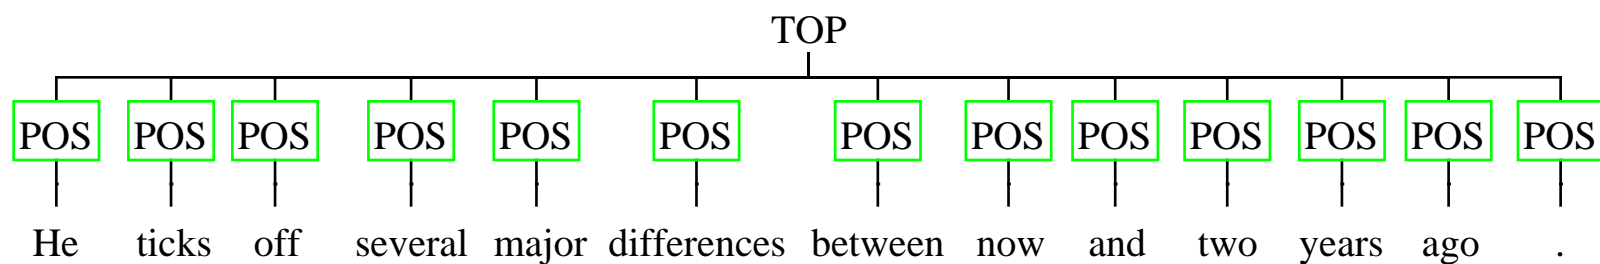 TOP
POS POS POS POS POS POS POS POS POS POS POS POS POS
He ticks off several major differences between now and two years ago .